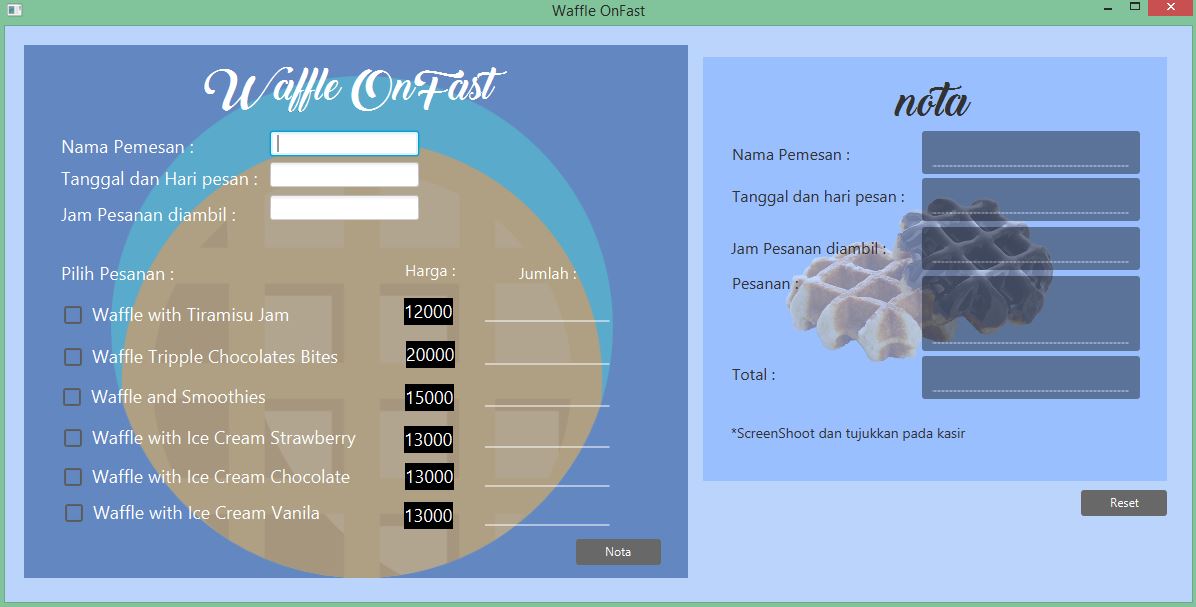 Waffle OnFast
Waffle OnFast
Nama Pemesan :
Tanggal dan Hari pesan :
Jam Pesanan diambil :
Pilih Pesanan : Harga : Jumlah :
Waffle with Tiramisu Jam 12000
Waffle Tripple Chocolates Bites 20000
Waffle and Smoothies 15000
Waffle with Ice Cream Strawberry 13000
Waffle with Ice Cream Chocolate 13000
Waffle with Ice Cream Vanila 13000
Nota
nota
Nama Pemesan :
Tanggal dan hari pesan :
Jam Pesanan diambil :
Pesanan :
Total :
*ScreenShoot dan tujukkan pada kasir
Reset